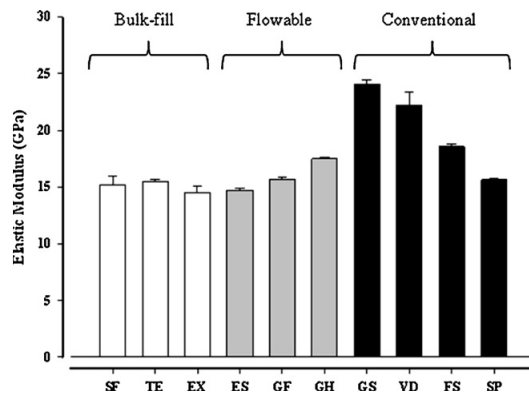 Bulk-fill Flowable Conventional
Elastic Modulus (GPa)
30
25
20
15
10
5
0
SF TE EX ES GF GH GS VD FS SP